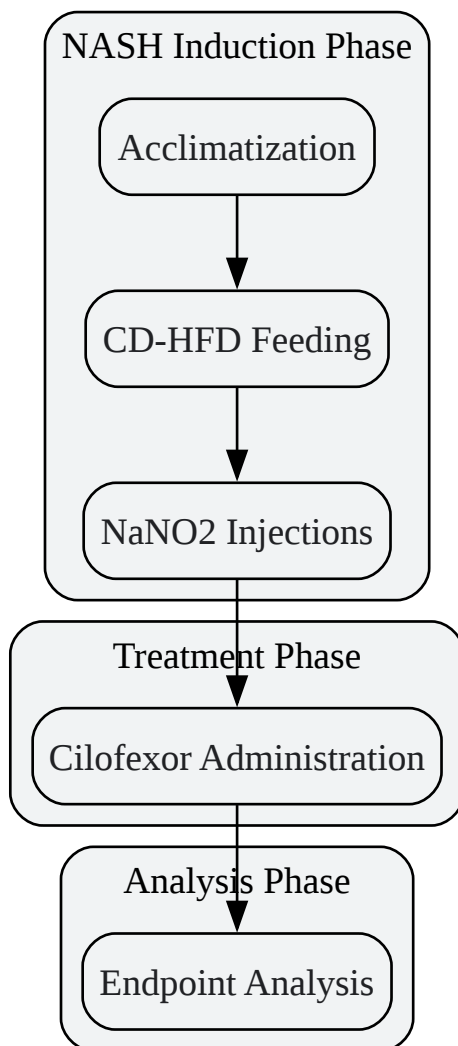 NASH Induction Phase
Acclimatization
CD-HFD Feeding
NaNO2 Injections
Treatment Phase
Cilofexor Administration
Analysis Phase
Endpoint Analysis